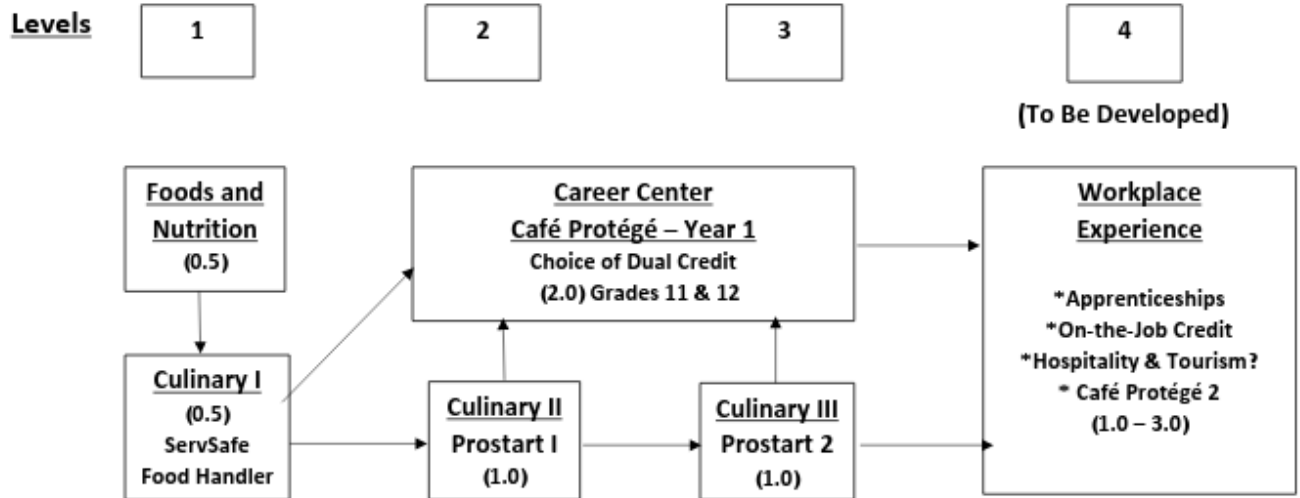 Levels
1
2
3
4
(To Be Developed)
Foods and
Nutrition
(0.5)
Career Center
Café Protégé – Year 1
Choice of Dual Credit
(2.0) Grades 11 & 12
Workplace
Experience
*Apprenticeships
*On-the-Job Credit
*Hospitality & Tourism?
* Café Protégé 2
(1.0 – 3.0)
Culinary I
(0.5)
ServSafe
Food Handler
Culinary II
Prostart I
(1.0)
Culinary III
Prostart 2
(1.0)